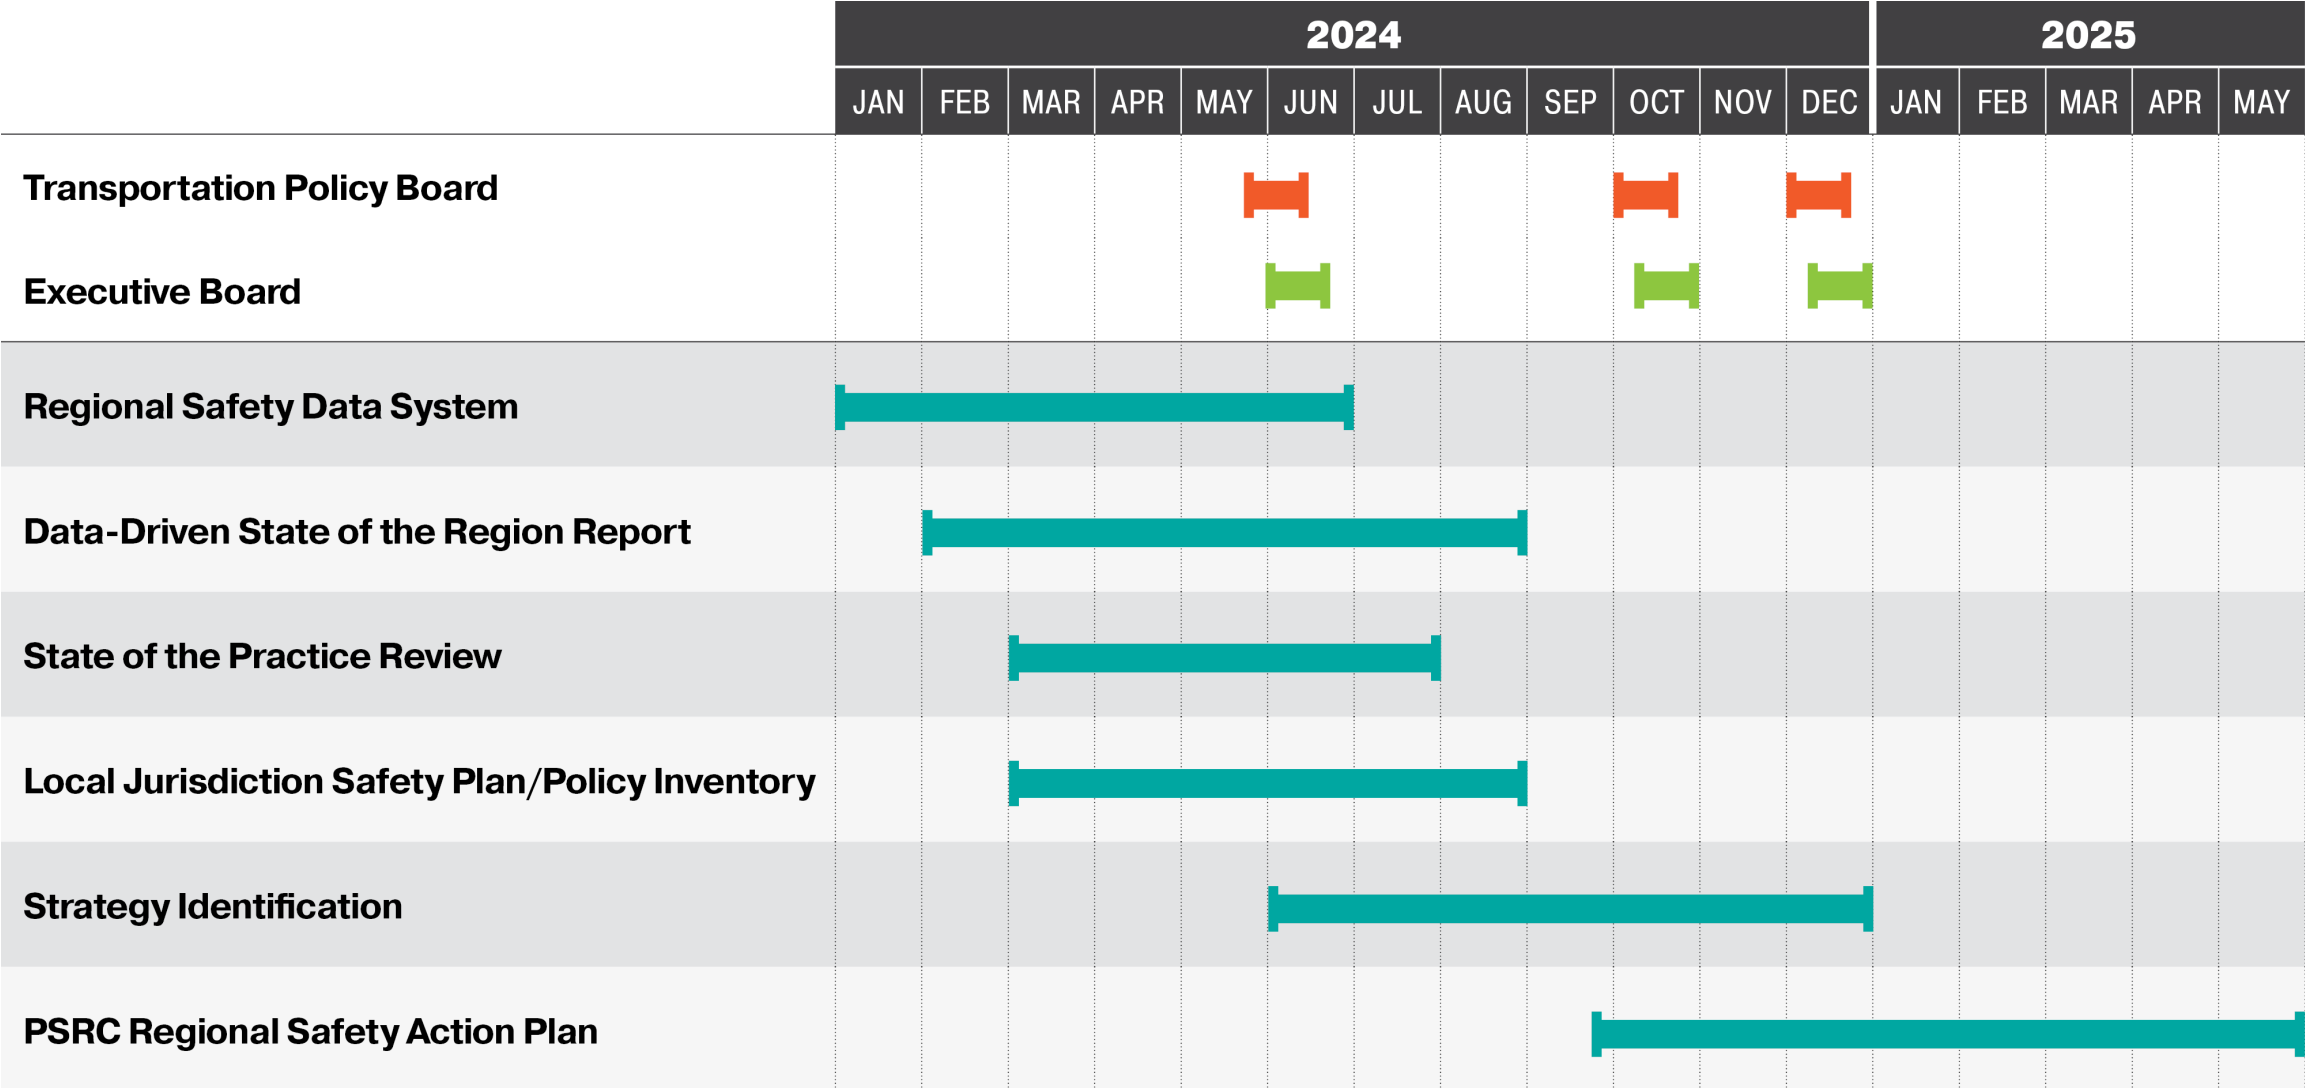 2024 2025
JAN FEB MAR APR MAY JUN JUL AUG SEP OCT NOV DEC JAN FEB MAR APR MAY
Transportation Policy Board
Executive Board
Regional Safety Data System
Data-Driven State of the Region Report
State of the Practice Review
Local Jurisdiction Safety Plan/Policy Inventory
Strategy Identification
PSRC Regional Safety Action Plan